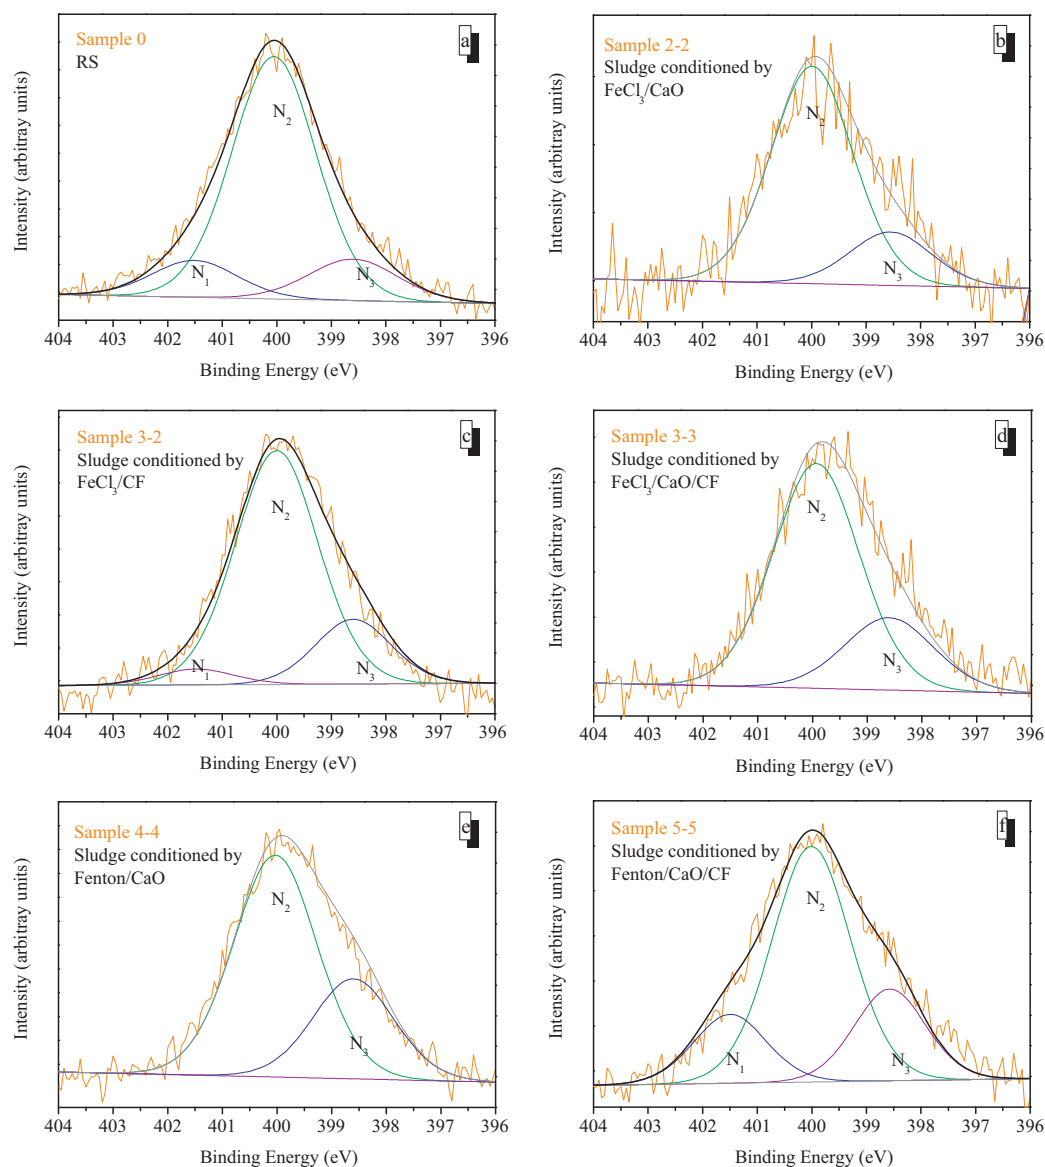 Sample 0
RS
a
N2
N1
N3
Intensity (arbitray units)
404 403 402 401 400 399 398 397 396
Binding Energy (eV)
Sample 2-2
Sludge conditioned by
FeCl3/CaO
b
N2
N3
Intensity (arbitray units)
404 403 402 401 400 399 398 397 396
Binding Energy (eV)
Sample 3-2
Sludge conditioned by
FeCl3/CF
c
N2
N1
N3
Intensity (arbitray units)
404 403 402 401 400 399 398 397 396
Binding Energy (eV)
Sample 3-3
Sludge conditioned by
FeCl3/CaO/CF
d
N2
N3
Intensity (arbitray units)
404 403 402 401 400 399 398 397 396
Binding Energy (eV)
Sample 4-4
Sludge conditioned by
Fenton/CaO
e
N2
N3
Intensity (arbitray units)
404 403 402 401 400 399 398 397 396
Binding Energy (eV)
Sample 5-5
Sludge conditioned by
Fenton/CaO/CF
f
N2
N1
N3
Intensity (arbitray units)
404 403 402 401 400 399 398 397 396
Binding Energy (eV)